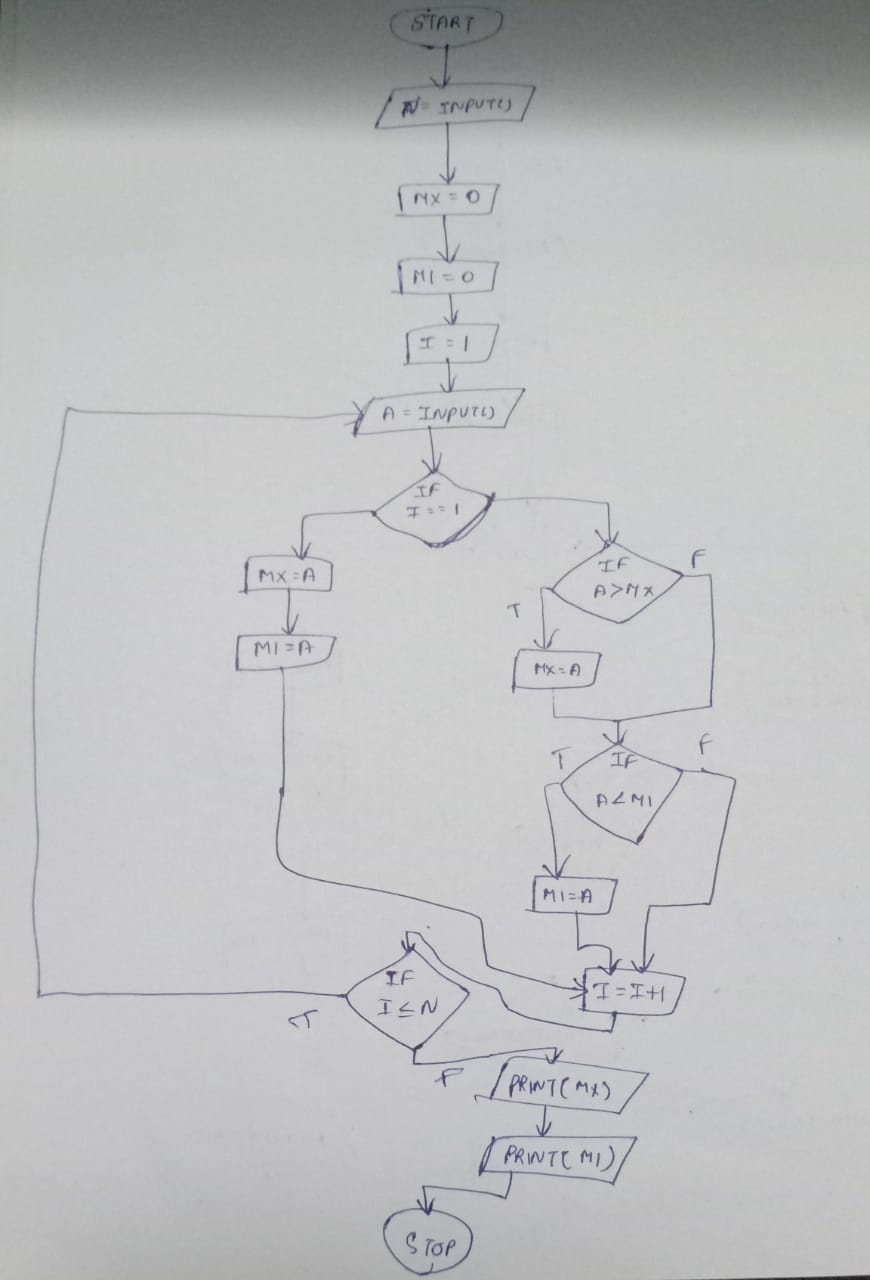 START
N = INPUT()
MX = 0
MI = 0
I = 1
A = INPUT()
IF
I == 1
MX = A
MI = A
IF
A > MX
F
T
MX = A
IF
A < MI
T
F
MI = A
I = I+1
IF
I ≤ N
T
F
PRINT(MX)
PRINT(MI)
STOP